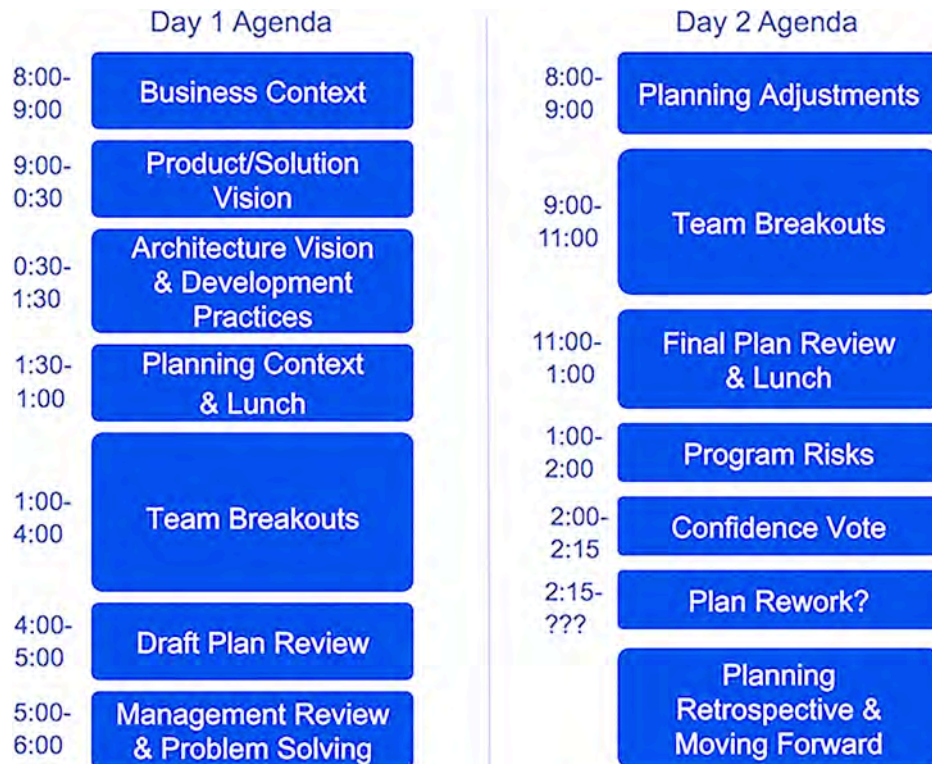 Day 1 Agenda
8:00-
9:00
Business Context
9:00-
0:30
Product/Solution
Vision
0:30-
1:30
Architecture Vision
& Development
Practices
1:30-
1:00
Planning Context
& Lunch
1:00-
4:00
Team Breakouts
4:00-
5:00
Draft Plan Review
5:00-
6:00
Management Review
& Problem Solving
Day 2 Agenda
8:00-
9:00
Planning Adjustments
9:00-
11:00
Team Breakouts
11:00-
1:00
Final Plan Review
& Lunch
1:00-
2:00
Program Risks
2:00-
2:15
Confidence Vote
2:15-
???
Plan Rework?
Planning
Retrospective &
Moving Forward